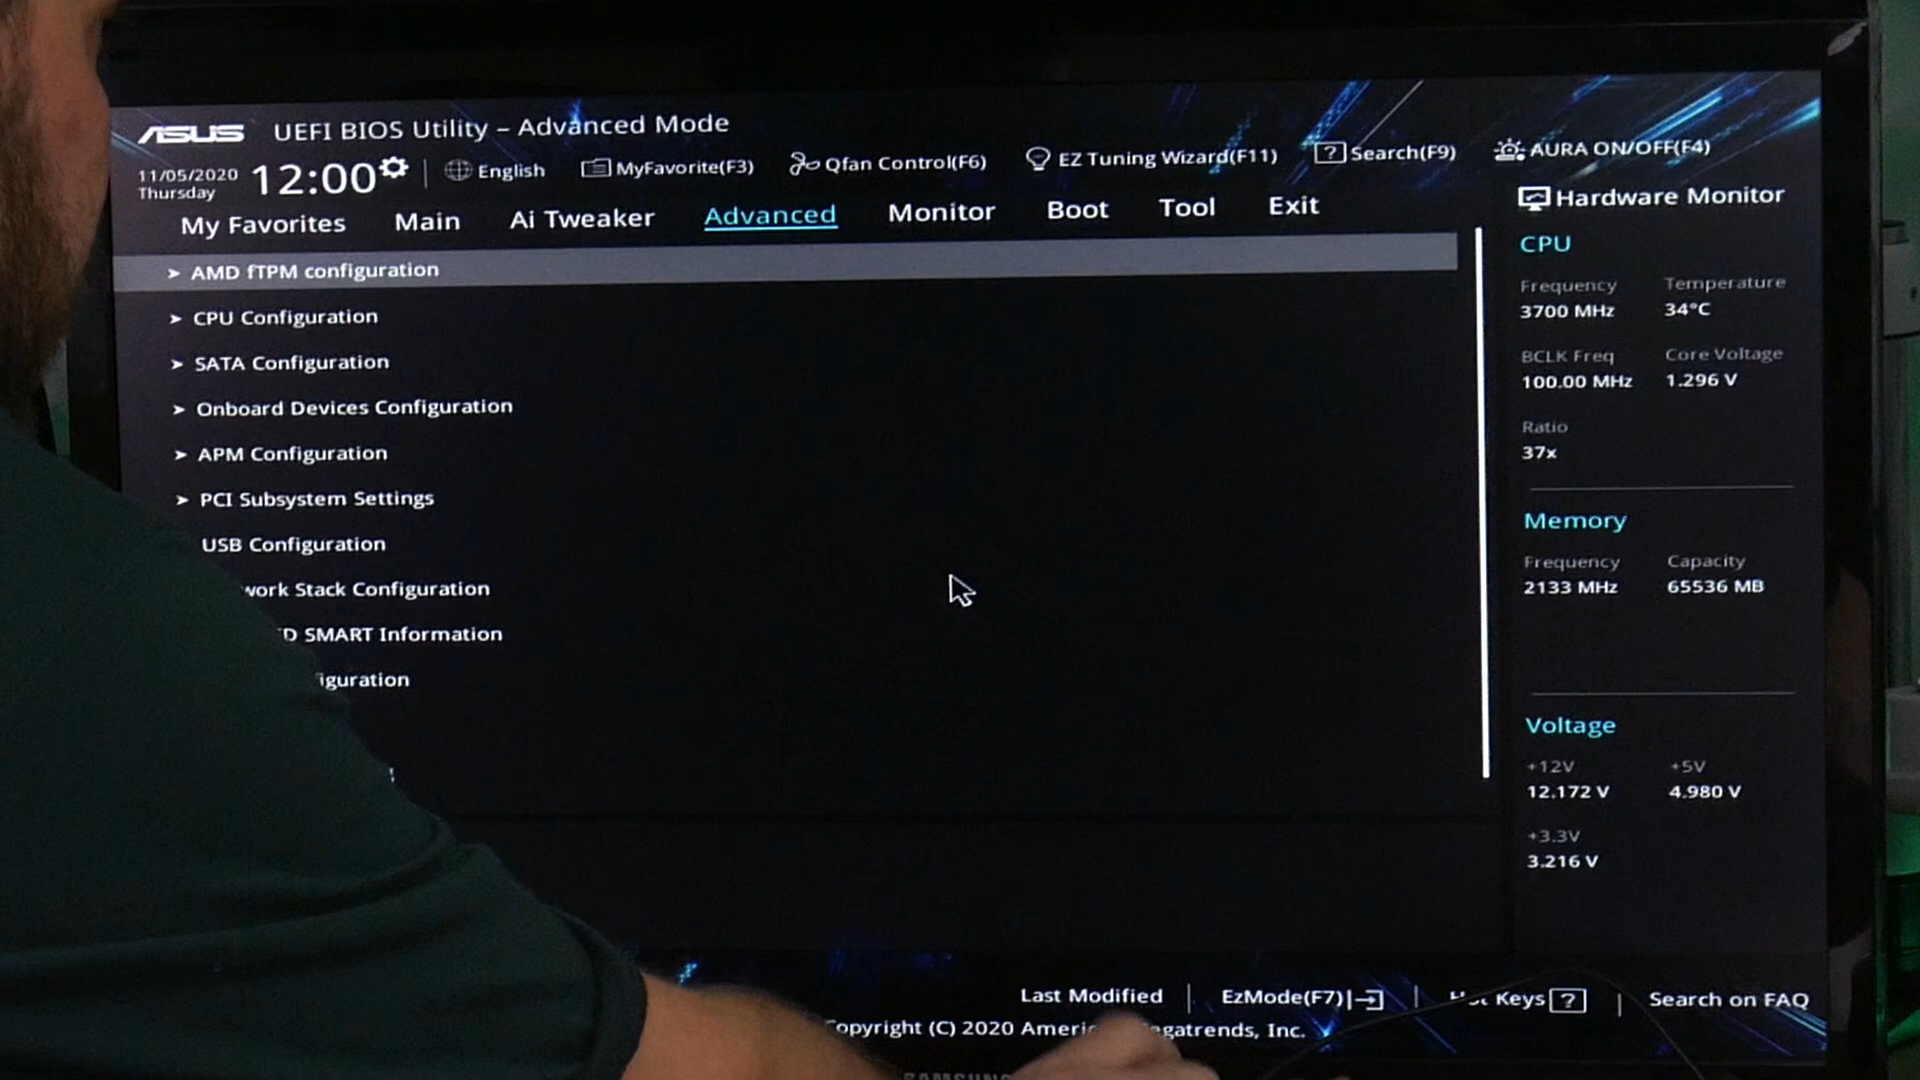 ASUS UEFI BIOS Utility – Advanced Mode
11/05/2020
Thursday
12:00
English
MyFavorite(F3)
Qfan Control(F6)
EZ Tuning Wizard(F11)
Search(F9)
AURA ON/OFF(F4)
My Favorites
Main
Ai Tweaker
Advanced
Monitor
Boot
Tool
Exit
AMD fTPM configuration
CPU Configuration
SATA Configuration
Onboard Devices Configuration
APM Configuration
PCI Subsystem Settings
USB Configuration
Stack Configuration
SMART Information
Hardware Monitor
CPU
Frequency Temperature
3700 MHz 34°C
BCLK Freq Core Voltage
100.00 MHz 1.296 V
Ratio
37x
Memory
Frequency Capacity
2133 MHz 65536 MB
Voltage
+12V +5V
12.172 V 4.980 V
+3.3V
3.216 V
Last Modified
EzMode(F7)
Keys ?
Search on FAQ
(C) 2020 Inc.
SAMSUNG